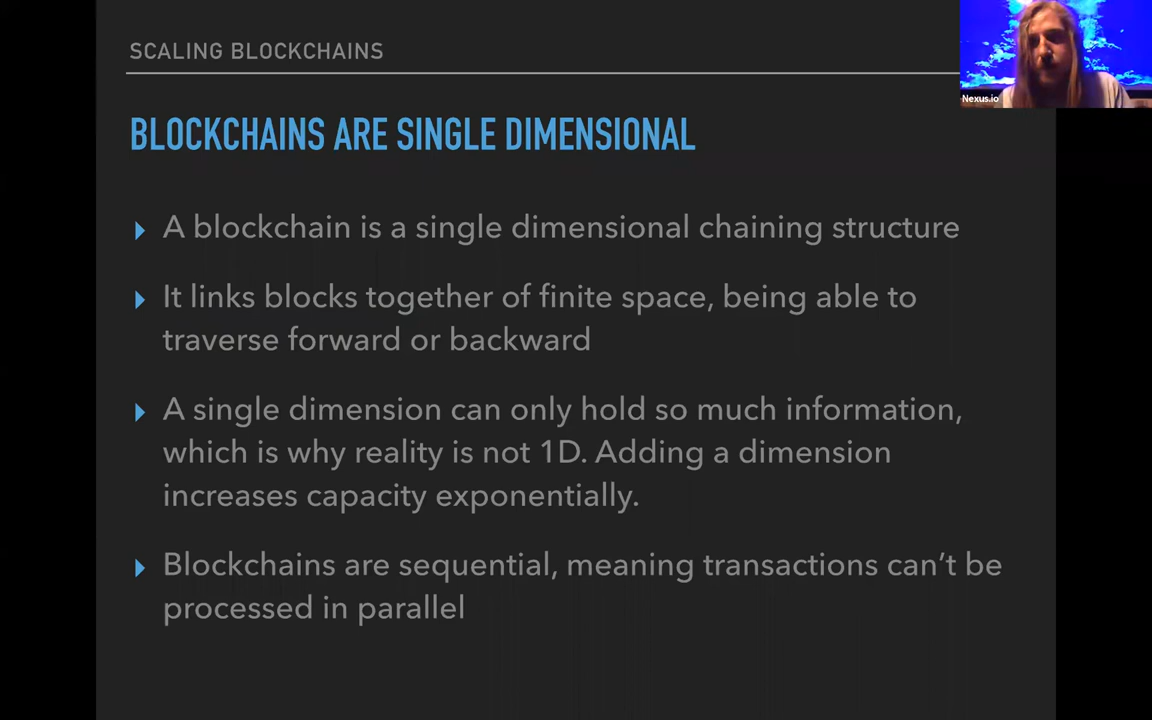 SCALING BLOCKCHAINS
Nexus.io
BLOCKCHAINS ARE SINGLE DIMENSIONAL
A blockchain is a single dimensional chaining structure
It links blocks together of finite space, being able to
traverse forward or backward
A single dimension can only hold so much information,
which is why reality is not 1D. Adding a dimension
increases capacity exponentially.
Blockchains are sequential, meaning transactions can’t be
processed in parallel